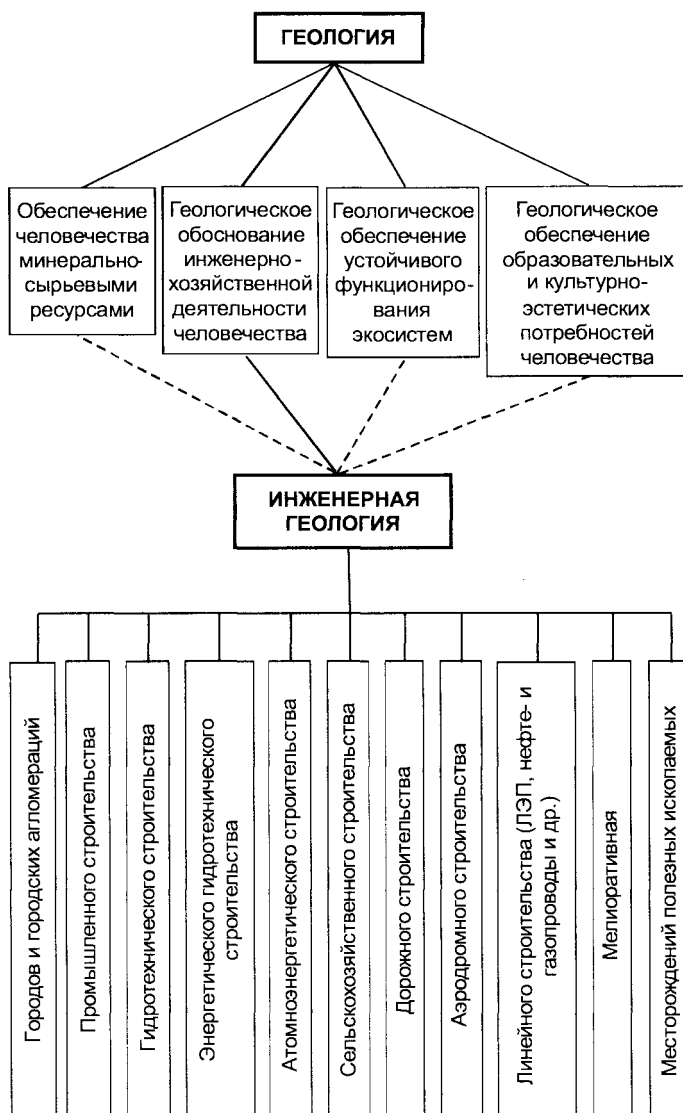 ГЕОЛОГИЯ
Обеспечение
человечества
минерально-
сырьевыми
ресурсами
Геологическое
обоснование
инженерно-
хозяйственной
деятельности
человечества
Геологическое
обеспечение
устойчивого
функциониро-
вания
экосистем
Геологическое
обеспечение
образовательных
и культурно-
эстетических
потребностей
человечества
ИНЖЕНЕРНАЯ
ГЕОЛОГИЯ
Городов и городских агломераций
Промышленного строительства
Гидротехнического строительства
Энергетического гидротехнического
строительства
Атомноэнергетического строительства
Сельскохозяйственного строительства
Дорожного строительства
Аэродромного строительства
Линейного строительства (ЛЭП, нефте- и
газопроводы и др.)
Мелиоративная
Месторождений полезных ископаемых